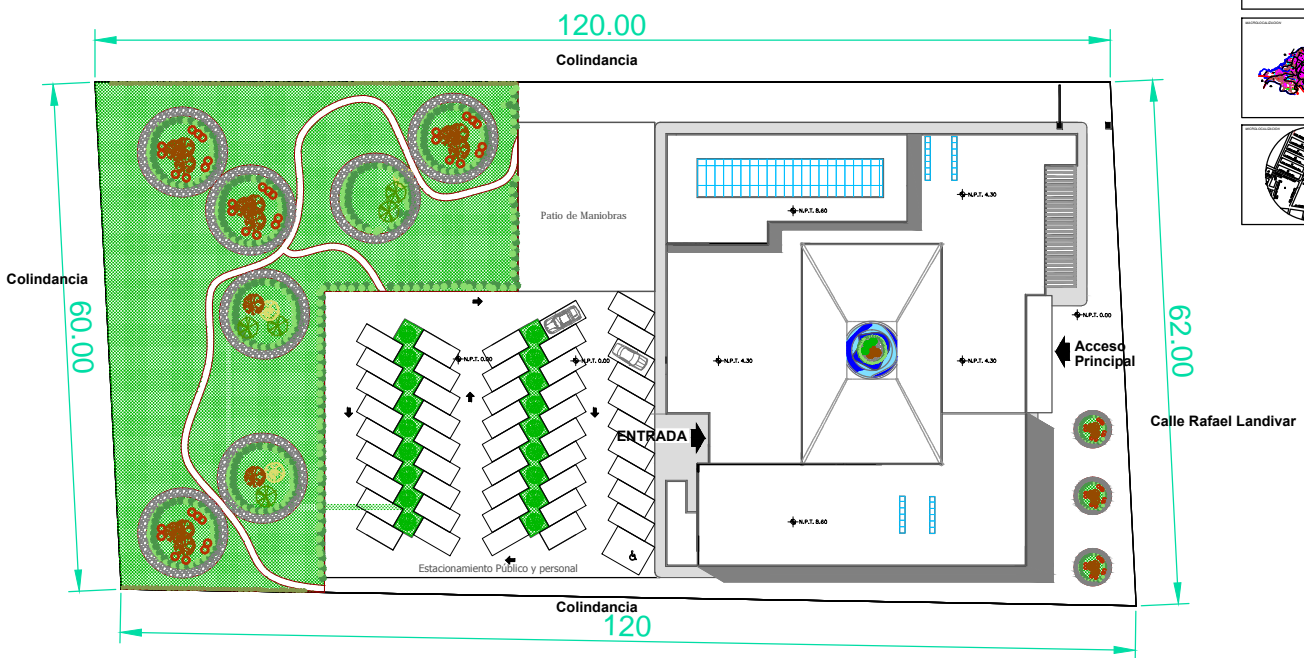 120.00
Colindancia
MACROLOCALIZACION
Patio de Maniobras
N.P.T. 8.60
N.P.T. 4.30
Colindancia
60.00
N.P.T. 0.00
N.P.T. 0.00
N.P.T. 4.30
N.P.T. 4.30
N.P.T. 0.00
Acceso
Principal
62.00
Calle Rafael Landivar
ENTRADA
N.P.T. 8.60
Estacionamiento Público y personal
Colindancia
120